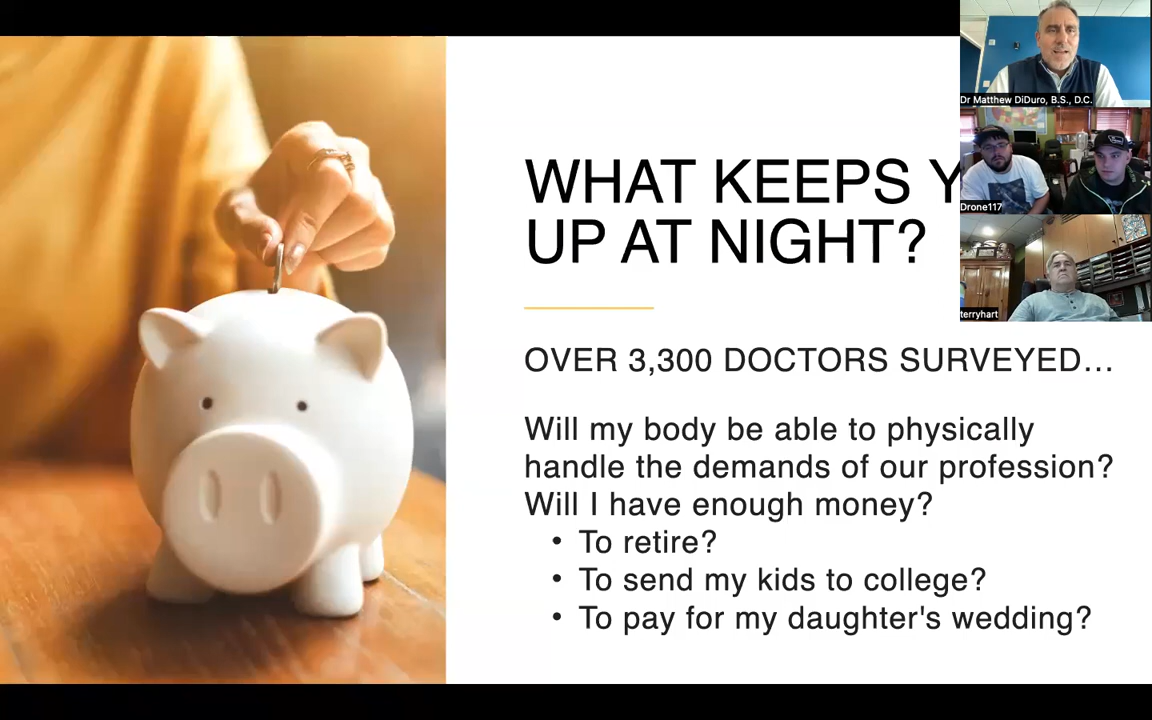 WHAT KEEPS Y
UP AT NIGHT?
OVER 3,300 DOCTORS SURVEYED...
Will my body be able to physically
handle the demands of our profession?
Will I have enough money?
• To retire?
• To send my kids to college?
• To pay for my daughter's wedding?
Dr Matthew DiDuro, B.S., D.C.
Drone117
terryhart